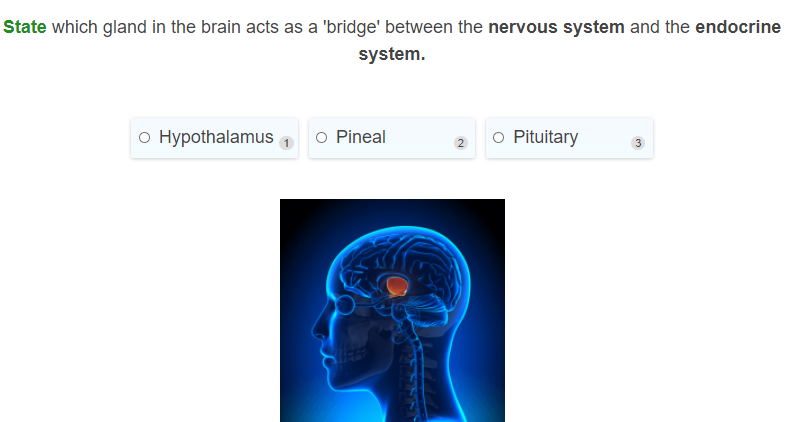 State which gland in the brain acts as a 'bridge' between the nervous system and the endocrine
system.
Hypothalamus 1
Pineal 2
Pituitary 3